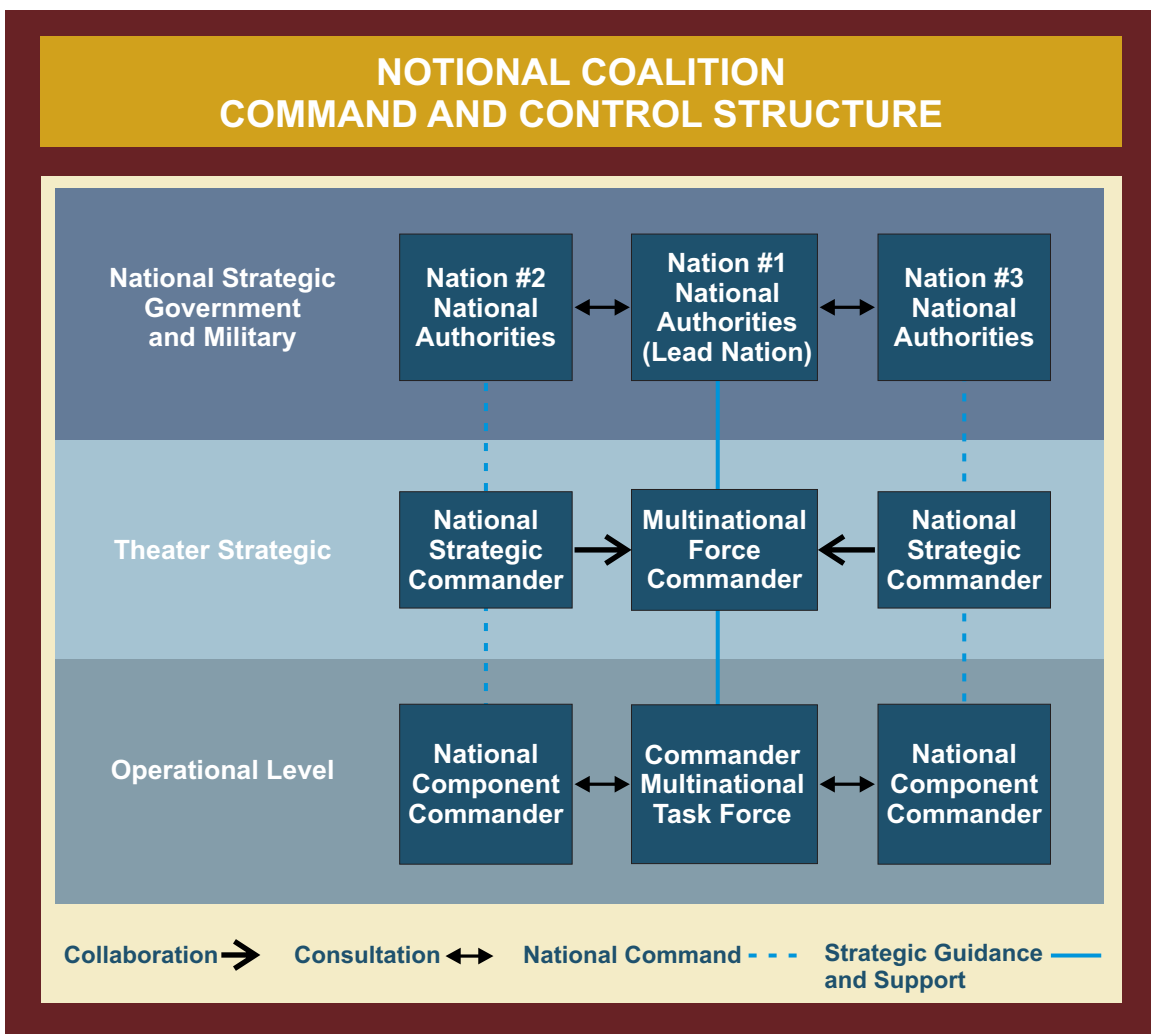 NOTIONAL COALITION
COMMAND AND CONTROL STRUCTURE
National Strategic
Government
and Military
Nation #2
National
Authorities
Nation #1
National
Authorities
(Lead Nation)
Nation #3
National
Authorities
Theater Strategic
National
Strategic
Commander
Multinational
Force
Commander
National
Strategic
Commander
Operational Level
National
Component
Commander
Commander
Multinational
Task Force
National
Component
Commander
Collaboration
Consultation
National Command
Strategic Guidance
and Support